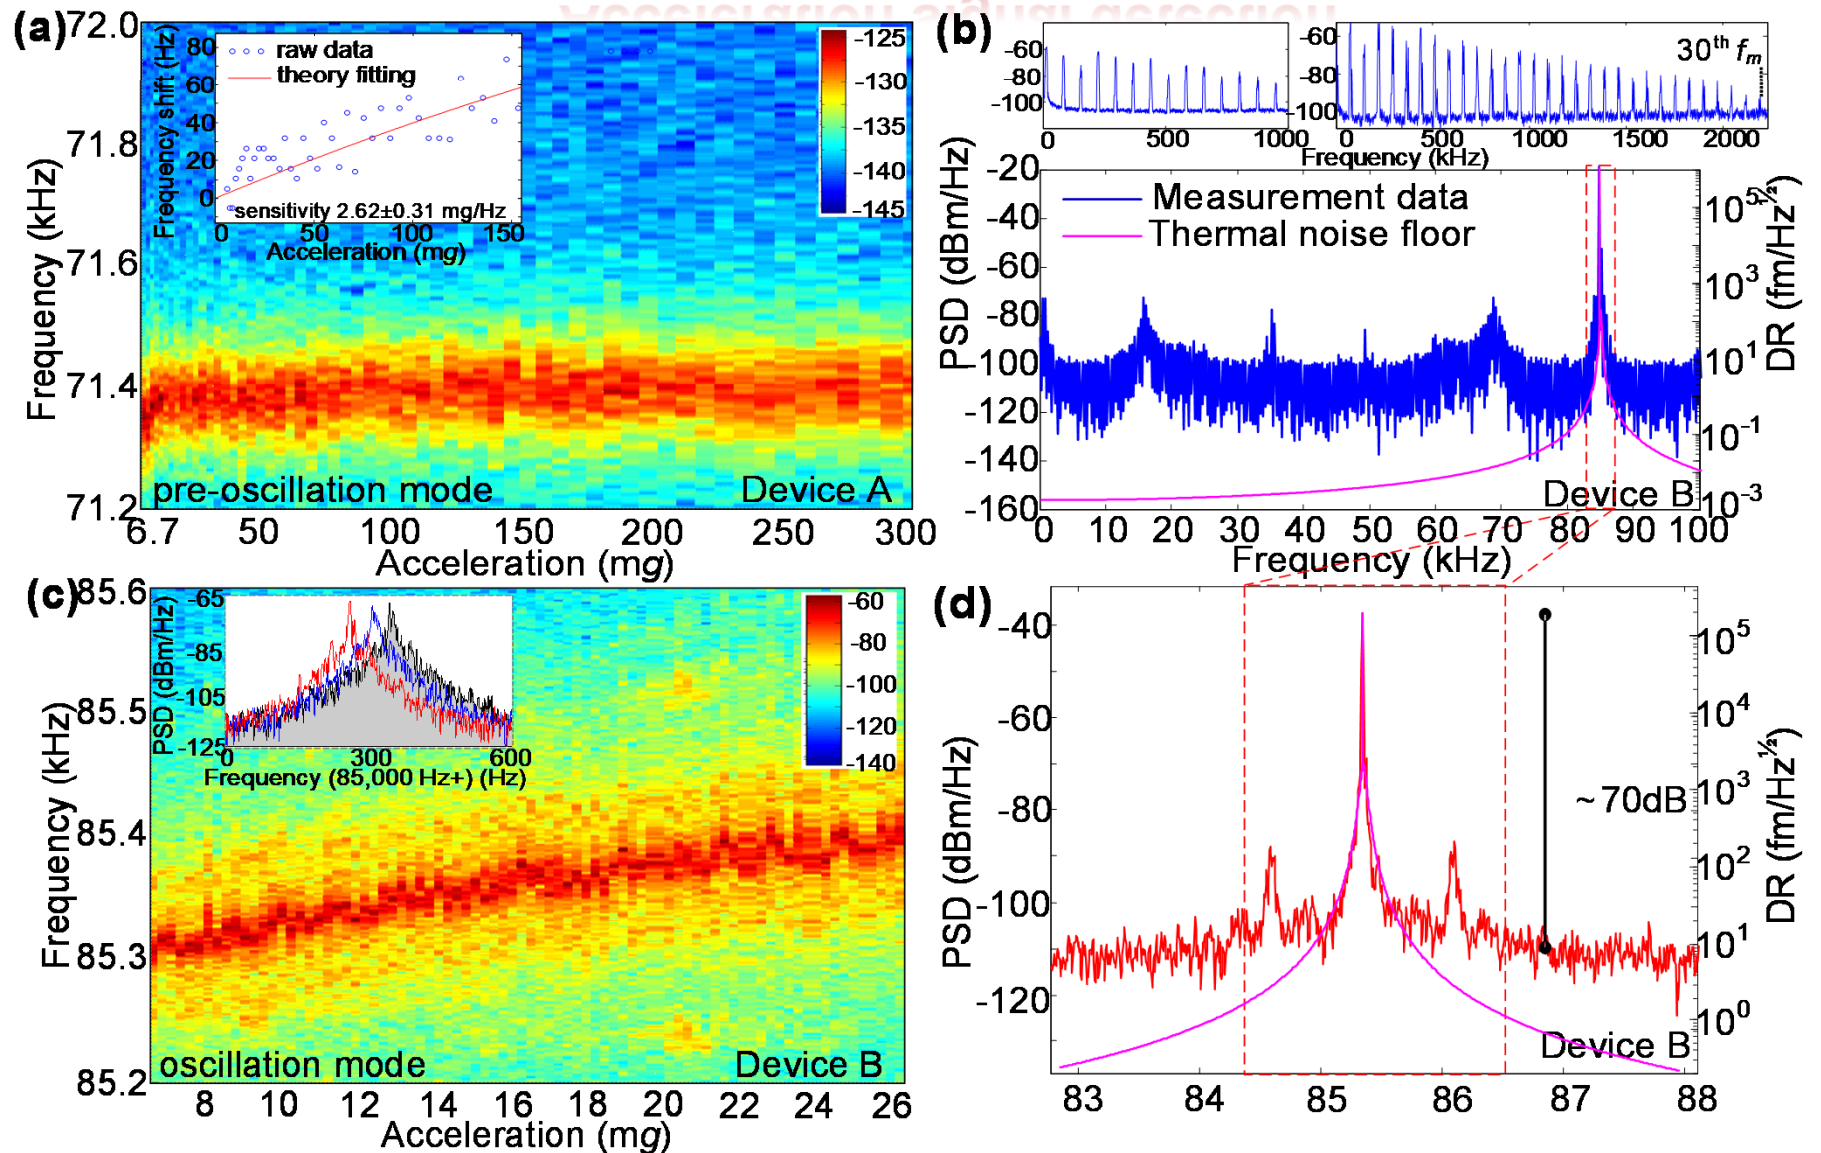 Acceleration signal detection
(a)
72.0
71.8
71.6
71.4
71.2
Frequency (kHz)
80
60
40
20
0
Frequency shift (Hz)
raw data
theory fitting
sensitivity 2.62±0.31 mg/Hz
0 50 100 150
Acceleration (mg)
-125
-130
-135
-140
-145
pre-oscillation mode
Device A
6.7 50 100 150 200 250 300
Acceleration (mg)
(b)
-60
-80
-100
0 500 1000
-60
-80
-100
30th fm
0 500 1000 1500 2000
Frequency (kHz)
-20
-40
-60
-80
-100
-120
-140
-160
PSD (dBm/Hz)
Measurement data
Thermal noise floor
10^5
10^3
10^1
10^-1
10^-3
DR (fm/Hz^½)
Device B
0 10 20 30 40 50 60 70 80 90 100
Frequency (kHz)
(c)
85.6
85.5
85.4
85.3
85.2
Frequency (kHz)
-65
-85
-105
-125
PSD (dBm/Hz)
0 300 600
Frequency (85,000 Hz+) (Hz)
-60
-80
-100
-120
-140
oscillation mode
Device B
8 10 12 14 16 18 20 22 24 26
Acceleration (mg)
(d)
-40
-60
-80
-100
-120
PSD (dBm/Hz)
~70dB
10^5
10^4
10^3
10^2
10^1
10^0
DR (fm/Hz^½)
Device B
83 84 85 86 87 88